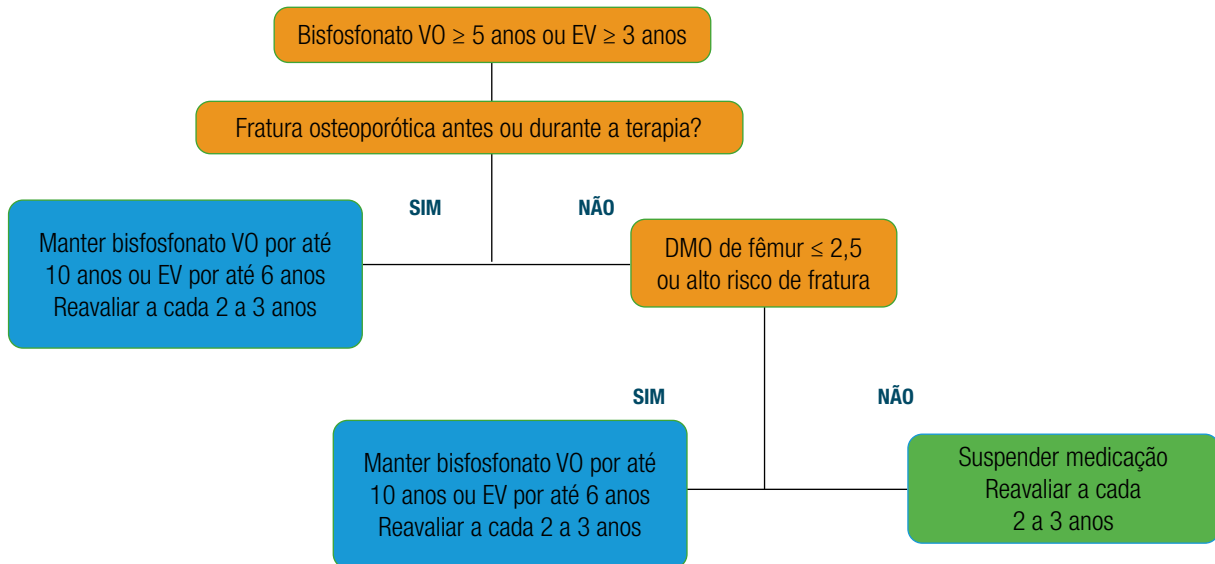 Bisfosfonato VO ≥ 5 anos ou EV ≥ 3 anos
Fratura osteoporótica antes ou durante a terapia?
SIM
NÃO
Manter bisfosfonato VO por até
10 anos ou EV por até 6 anos
Reavaliar a cada 2 a 3 anos
DMO de fêmur ≤ 2,5
ou alto risco de fratura
SIM
NÃO
Manter bisfosfonato VO por até
10 anos ou EV por até 6 anos
Reavaliar a cada 2 a 3 anos
Suspender medicação
Reavaliar a cada
2 a 3 anos